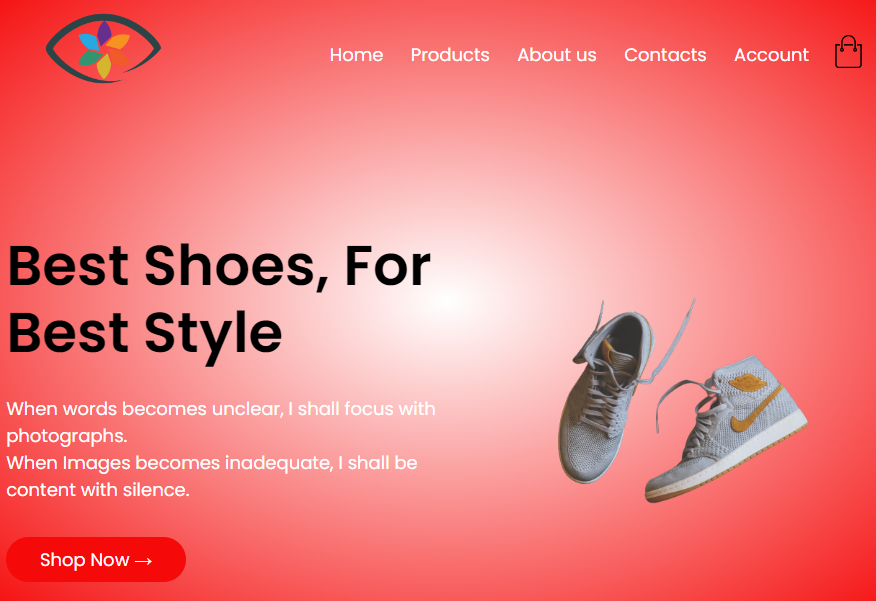 Home Products About us Contacts Account
Best Shoes, For
Best Style
When words becomes unclear, I shall focus with
photographs.
When Images becomes inadequate, I shall be
content with silence.
Shop Now →